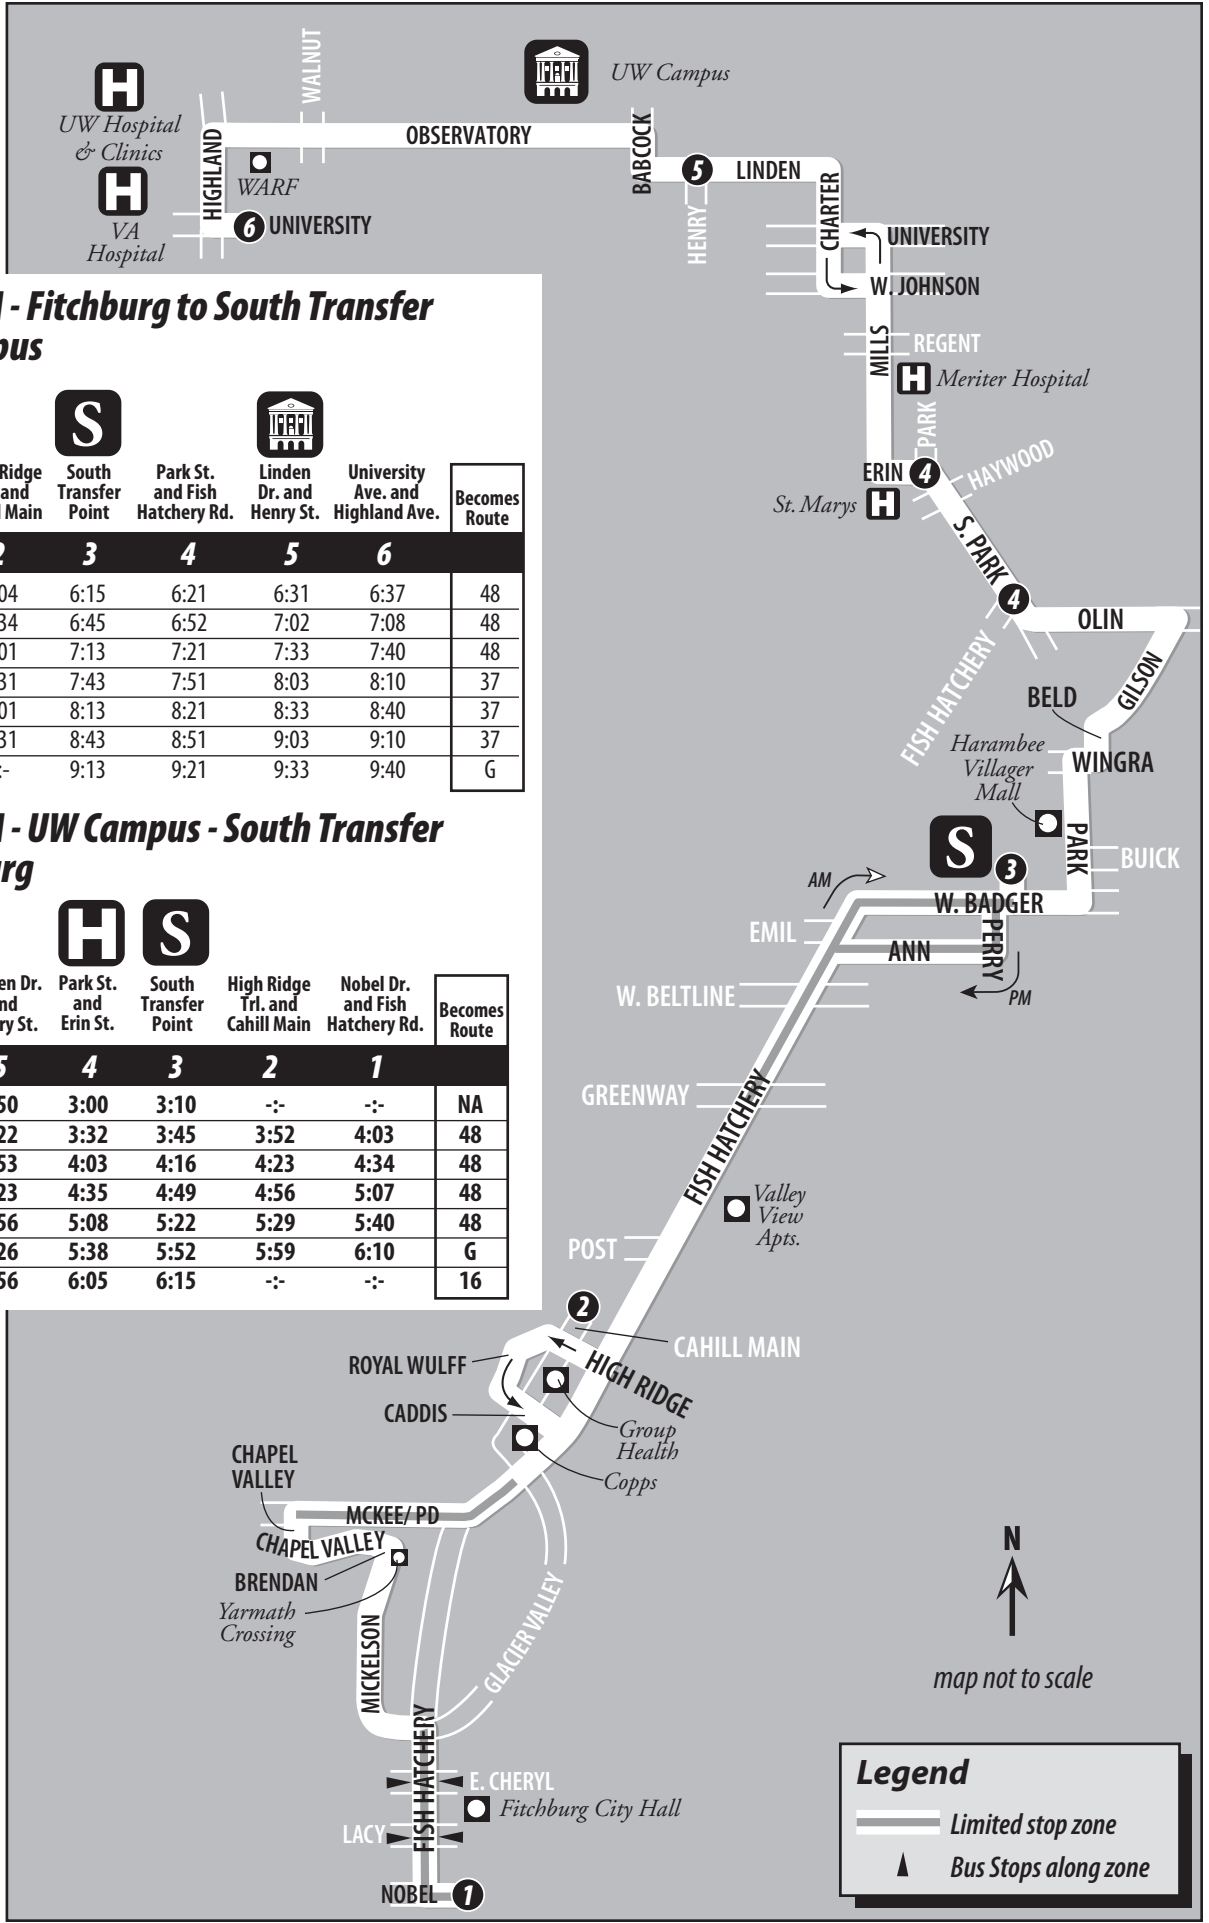 WALNUT
H
UW Hospital
& Clinics
H
VA
Hospital
HIGHLAND
WARF
6 UNIVERSITY
OBSERVATORY
UW Campus
BABCOCK
5
LINDEN
HENRY
CHARTER
UNIVERSITY
W. JOHNSON
MILLS
REGENT
H
Meriter Hospital
PARK
ERIN 4
HAYWOOD
St. Marys H
S. PARK
4
OLIN
FISH HATCHERY
GILSON
BELD
Harambee
Villager
Mall
WINGRA
PARK
BUICK
S
3
AM
W. BADGER
EMIL
ANN
PERRY
PM
W. BELTLINE
GREENWAY
FISH HATCHERY
Valley
View
Apts.
POST
2
CAHILL MAIN
ROYAL WULFF
HIGH RIDGE
CADDIS
Group
Health
Copps
CHAPEL
VALLEY
MCKEE/ PD
CHAPEL VALLEY
BRENDAN
Yarmath
Crossing
MICKELSON
GLACIER VALLEY
FISH HATCHERY
E. CHERYL
Fitchburg City Hall
LACY
NOBEL 1
- Fitchburg to South Transfer
S
Ridge
and
Main
South
Transfer
Point
Park St.
and Fish
Hatchery Rd.
Linden
Dr. and
Henry St.
University
Ave. and
Highland Ave.
Becomes
Route
2 3 4 5 6
04 6:15 6:21 6:31 6:37 48
34 6:45 6:52 7:02 7:08 48
01 7:13 7:21 7:33 7:40 48
31 7:43 7:51 8:03 8:10 37
01 8:13 8:21 8:33 8:40 37
31 8:43 8:51 9:03 9:10 37
:- 9:13 9:21 9:33 9:40 G
- UW Campus - South Transfer
H S
en Dr.
nd
ry St.
Park St.
and
Erin St.
South
Transfer
Point
High Ridge
Trl. and
Cahill Main
Nobel Dr.
and Fish
Hatchery Rd.
Becomes
Route
5 4 3 2 1
50 3:00 3:10 -:- -:- NA
22 3:32 3:45 3:52 4:03 48
53 4:03 4:16 4:23 4:34 48
23 4:35 4:49 4:56 5:07 48
56 5:08 5:22 5:29 5:40 48
26 5:38 5:52 5:59 6:10 G
56 6:05 6:15 -:- -:- 16
N
map not to scale
Legend
Limited stop zone
Bus Stops along zone